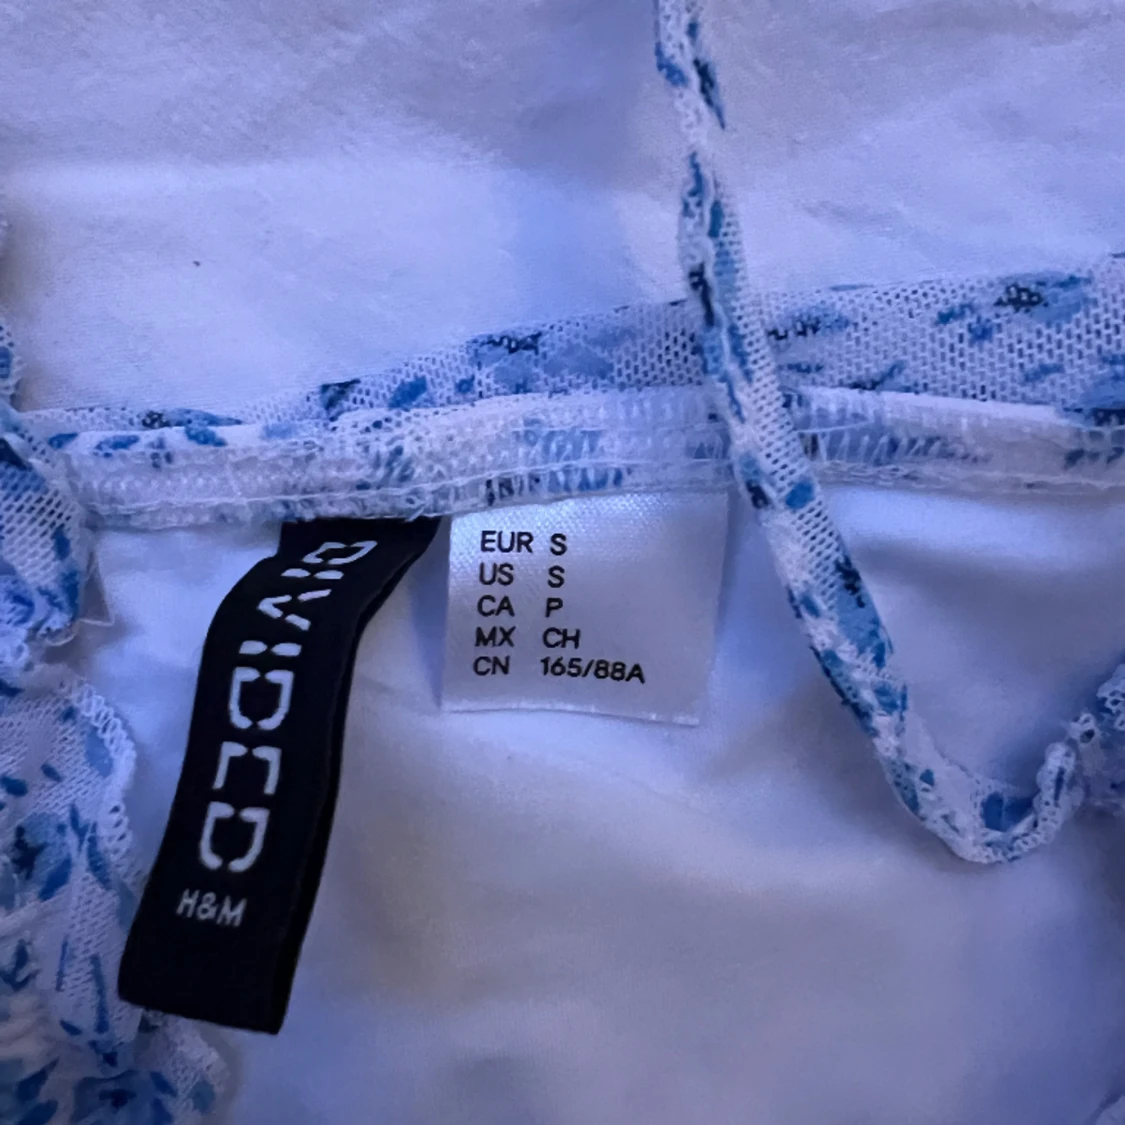 DIVIDED
H&M
EUR S
US S
CA P
MX CH
CN 165/88A